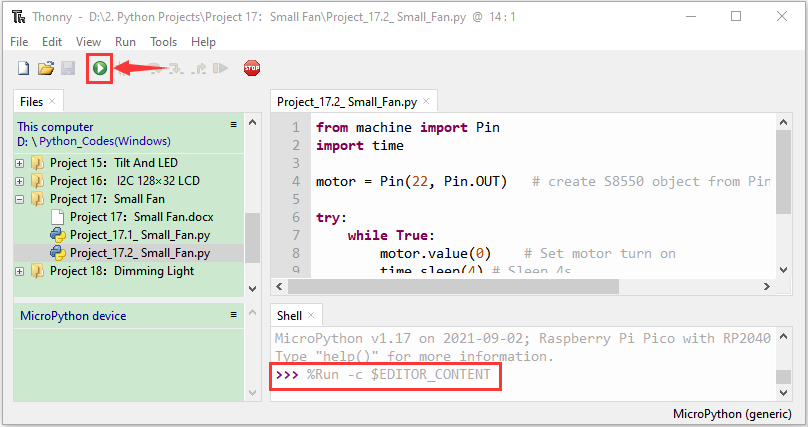 Thonny - D:\2. Python Projects\Project 17：Small Fan\Project_17.2_ Small_Fan.py @ 14 : 1
File Edit View Run Tools Help
STOP
Files
This computer
D: \ Python_Codes(Windows)
Project 15：Tilt And LED
Project 16： I2C 128×32 LCD
Project 17：Small Fan
Project 17：Small Fan.docx
Project_17.1_ Small_Fan.py
Project_17.2_ Small_Fan.py
Project 18：Dimming Light
MicroPython device
Project_17.2_ Small_Fan.py
1 from machine import Pin
2 import time
3
4 motor = Pin(22, Pin.OUT) # create S8550 object from Pin
5
6 try:
7 while True:
8 motor.value(0) # Set motor turn on
9 time.sleep(4) # Sleep 4s
Shell
MicroPython v1.17 on 2021-09-02; Raspberry Pi Pico with RP2040
Type "help()" for more information.
>>> %Run -c $EDITOR_CONTENT
MicroPython (generic)